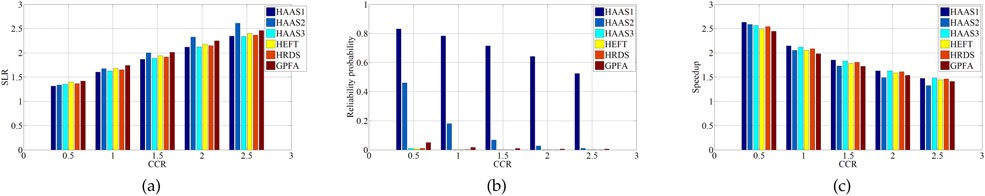 3
2.5
2
1.5
1
0.5
0
SLR
0 0.5 1 1.5 2 2.5 3
CCR
HAAS1
HAAS2
HAAS3
HEFT
HRDS
GPFA
(a)
1
0.8
0.6
0.4
0.2
0
Reliability probability
0 0.5 1 1.5 2 2.5 3
CCR
HAAS1
HAAS2
HAAS3
HEFT
HRDS
GPFA
(b)
3
2.5
2
1.5
1
0.5
0
Speedup
0 0.5 1 1.5 2 2.5 3
CCR
HAAS1
HAAS2
HAAS3
HEFT
HRDS
GPFA
(c)